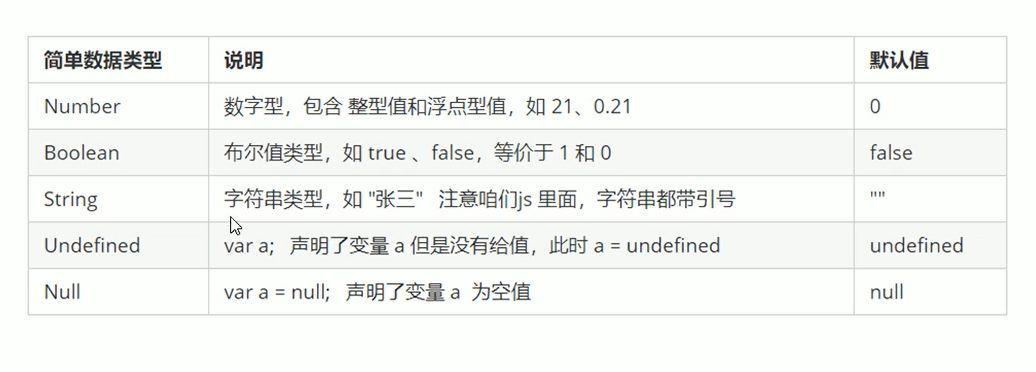 简单数据类型 说明 默认值
Number 数字型，包含 整型值和浮点型值，如 21、0.21 0
Boolean 布尔值类型，如 true 、false，等价于 1 和 0 false
String 字符串类型，如 "张三" 注意咱们js 里面，字符串都带引号 ""
Undefined var a; 声明了变量 a 但是没有给值，此时 a = undefined undefined
Null var a = null; 声明了变量 a 为空值 null